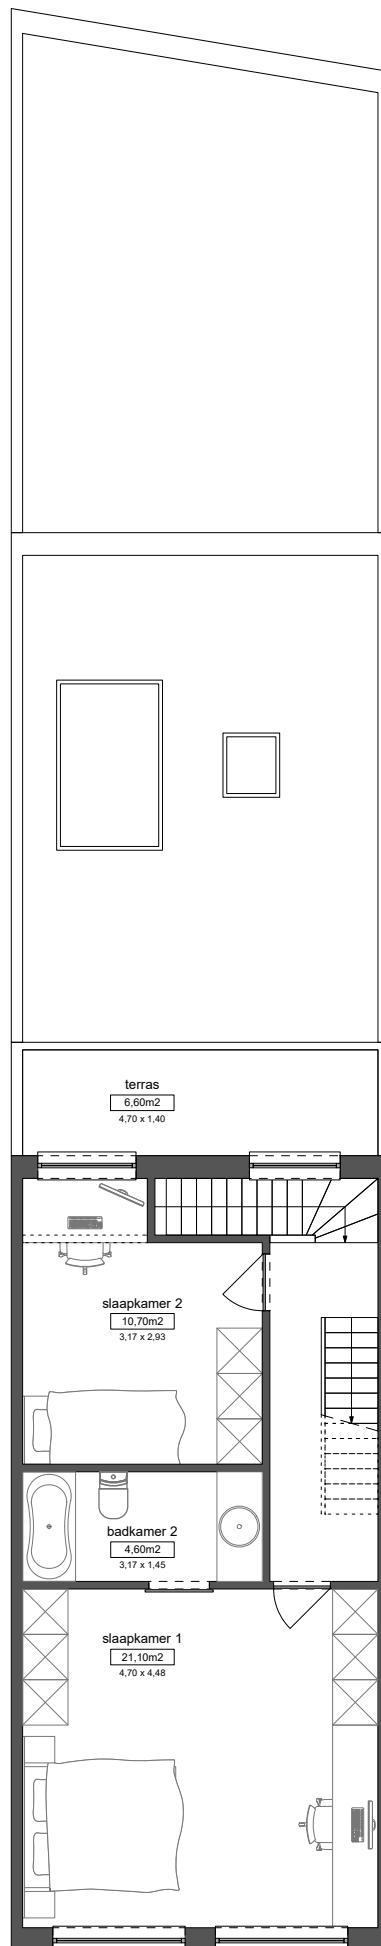 terras
6,60m2
4,70 x 1,40
slaapkamer 2
10,70m2
3,17 x 2,93
badkamer 2
4,60m2
3,17 x 1,45
slaapkamer 1
21,10m2
4,70 x 4,48